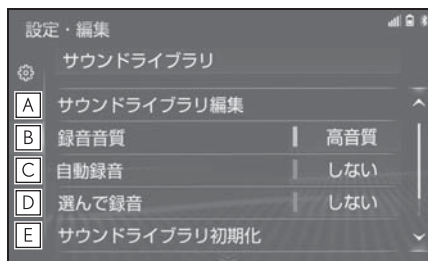 設定・編集
サウンドライブラリ
A サウンドライブラリ編集
B 録音音質 高音質
C 自動録音 しない
D 選んで録音 しない
E サウンドライブラリ初期化